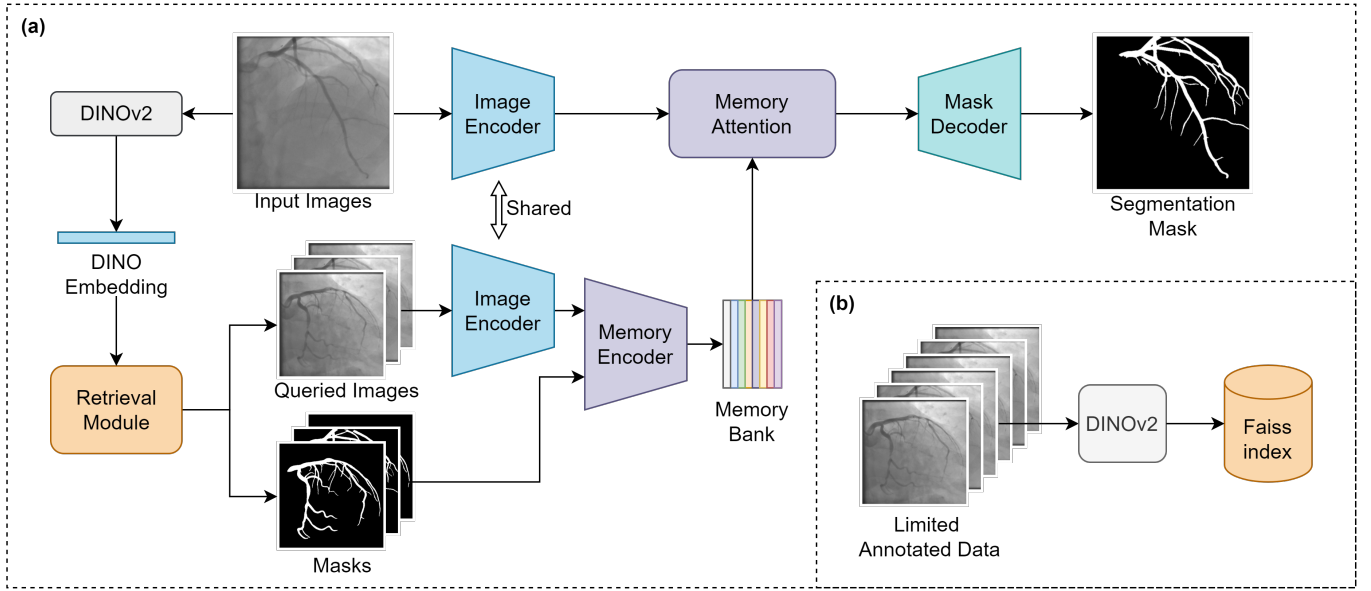 (a)
DINOv2
Input Images
Image
Encoder
Memory
Attention
Mask
Decoder
Segmentation
Mask
Shared
DINO
Embedding
Retrieval
Module
Queried Images
Masks
Image
Encoder
Memory
Encoder
Memory
Bank
(b)
Limited
Annotated Data
DINOv2
Faiss
index